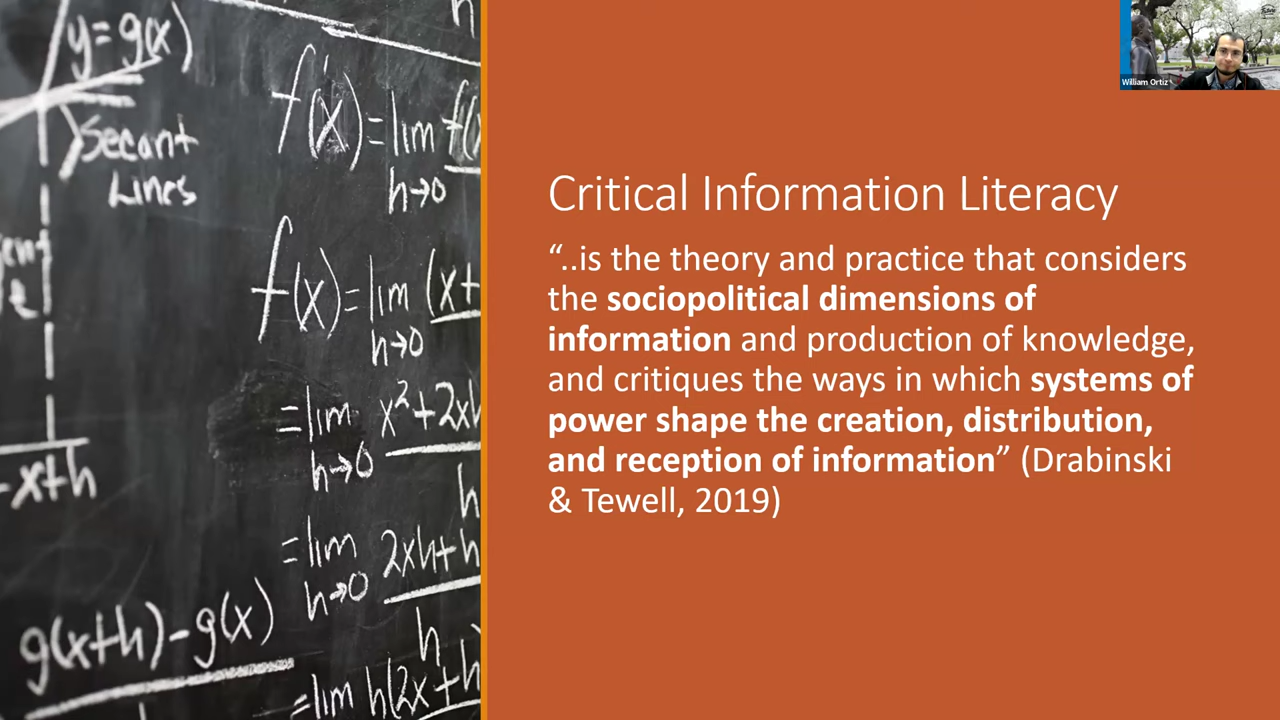 y=g(x)
Secant
Lines
-x+h
g(x+h)-g(x)
f'(x)=lim
h→0
f(x)=lim (x+
h→0
=lim x²+2xh
h→0
h
=lim 2xh+h
h→0
h
=lim h(2x+h
Critical Information Literacy
“..is the theory and practice that considers
the sociopolitical dimensions of
information and production of knowledge,
and critiques the ways in which systems of
power shape the creation, distribution,
and reception of information” (Drabinski
& Tewell, 2019)
William Ortiz